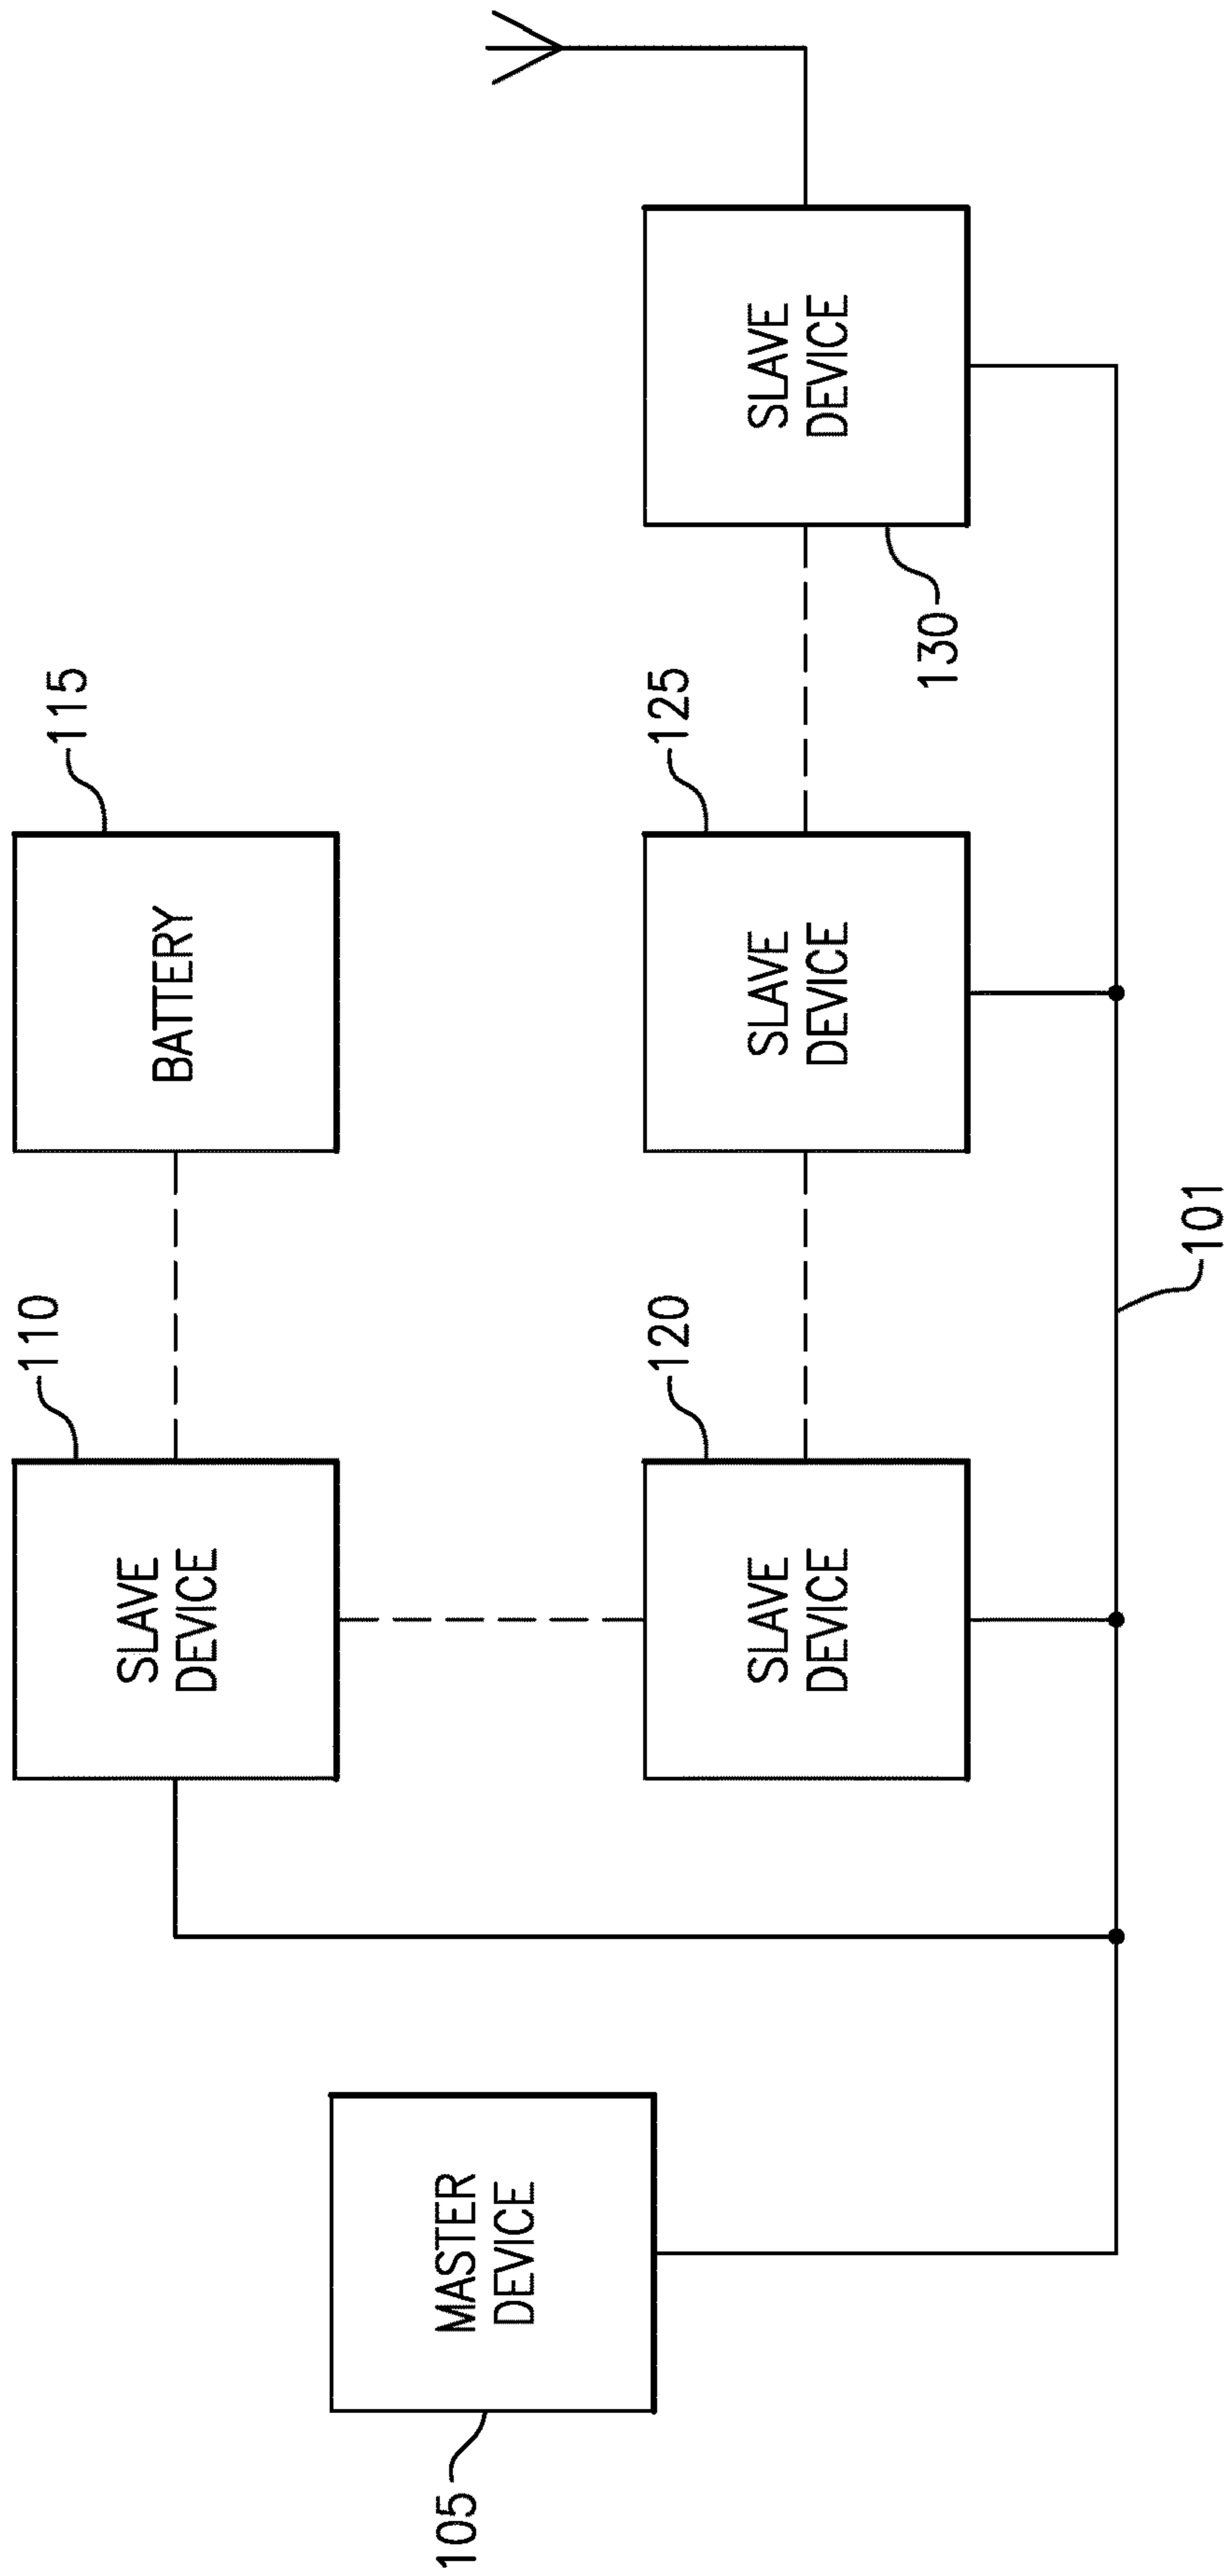 110
115
SLAVE
DEVICE
BATTERY
MASTER
DEVICE
105
120
125
SLAVE
DEVICE
SLAVE
DEVICE
SLAVE
DEVICE
130
101